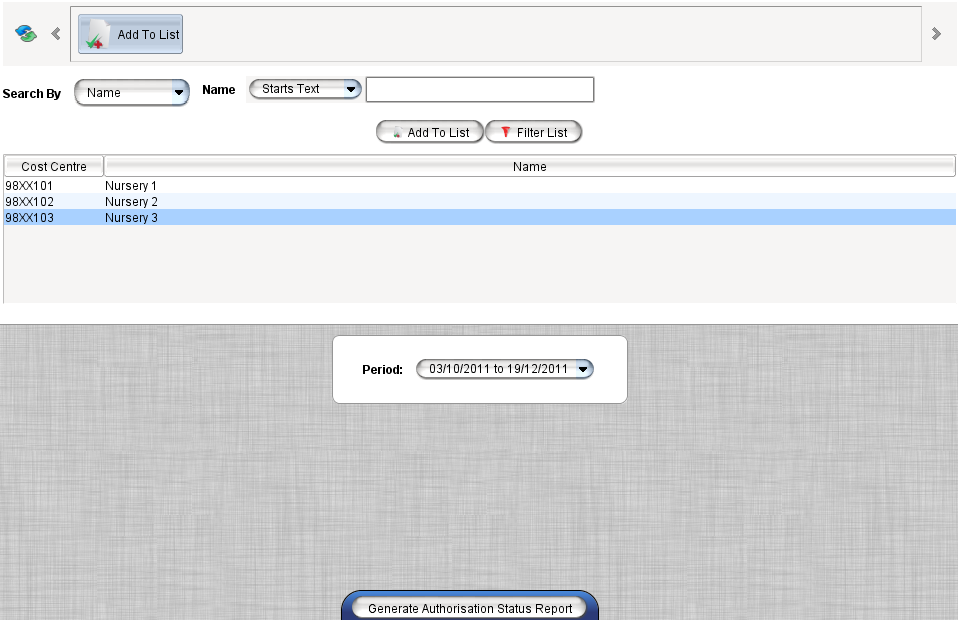 Add To List
Search By Name Name Starts Text
Add To List Filter List
Cost Centre Name
98XX101 Nursery 1
98XX102 Nursery 2
98XX103 Nursery 3
Period: 03/10/2011 to 19/12/2011
Generate Authorisation Status Report